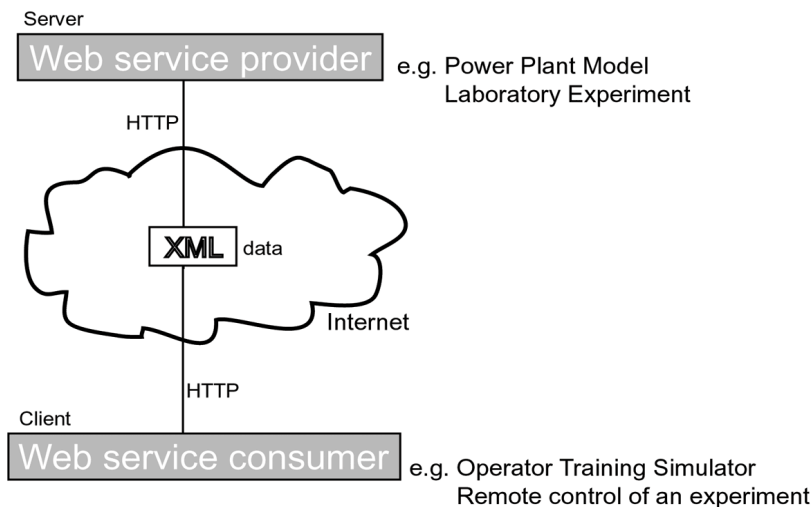 Server
Web service provider
e.g. Power Plant Model
Laboratory Experiment
HTTP
XML data
Internet
HTTP
Client
Web service consumer
e.g. Operator Training Simulator
Remote control of an experiment